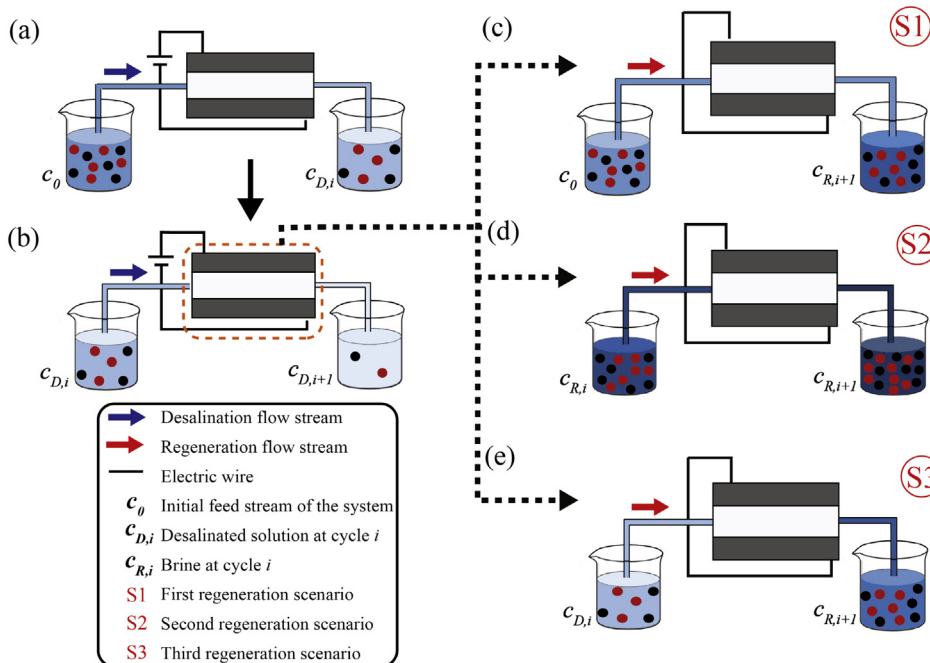 (a)
c0
cD,i
(b)
cD,i
cD,i+1
(c)
S1
c0
cR,i+1
(d)
S2
cR,i
cR,i+1
(e)
S3
cD,i
cR,i+1
Desalination flow stream
Regeneration flow stream
Electric wire
c0 Initial feed stream of the system
cD,i Desalinated solution at cycle i
cR,i Brine at cycle i
S1 First regeneration scenario
S2 Second regeneration scenario
S3 Third regeneration scenario